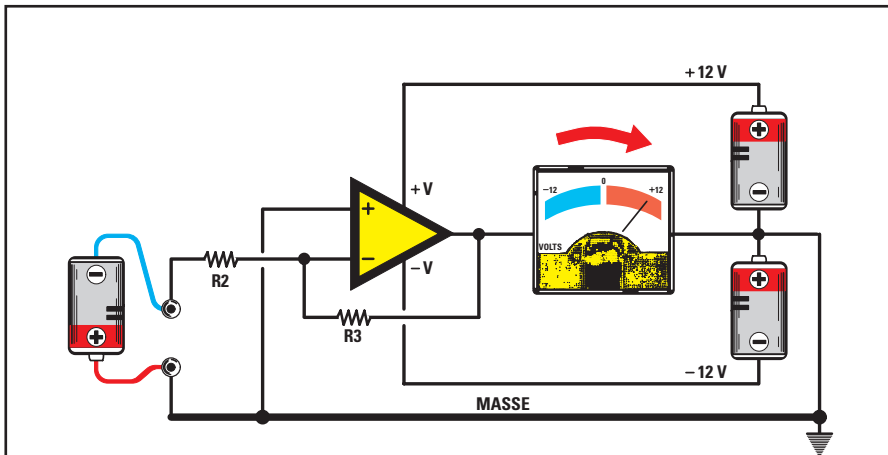 + 12 V
+
−12
0
+12
+
+ V
−
VOLTS
−
− V
R2
+
−
+
R3
−
− 12 V
MASSE